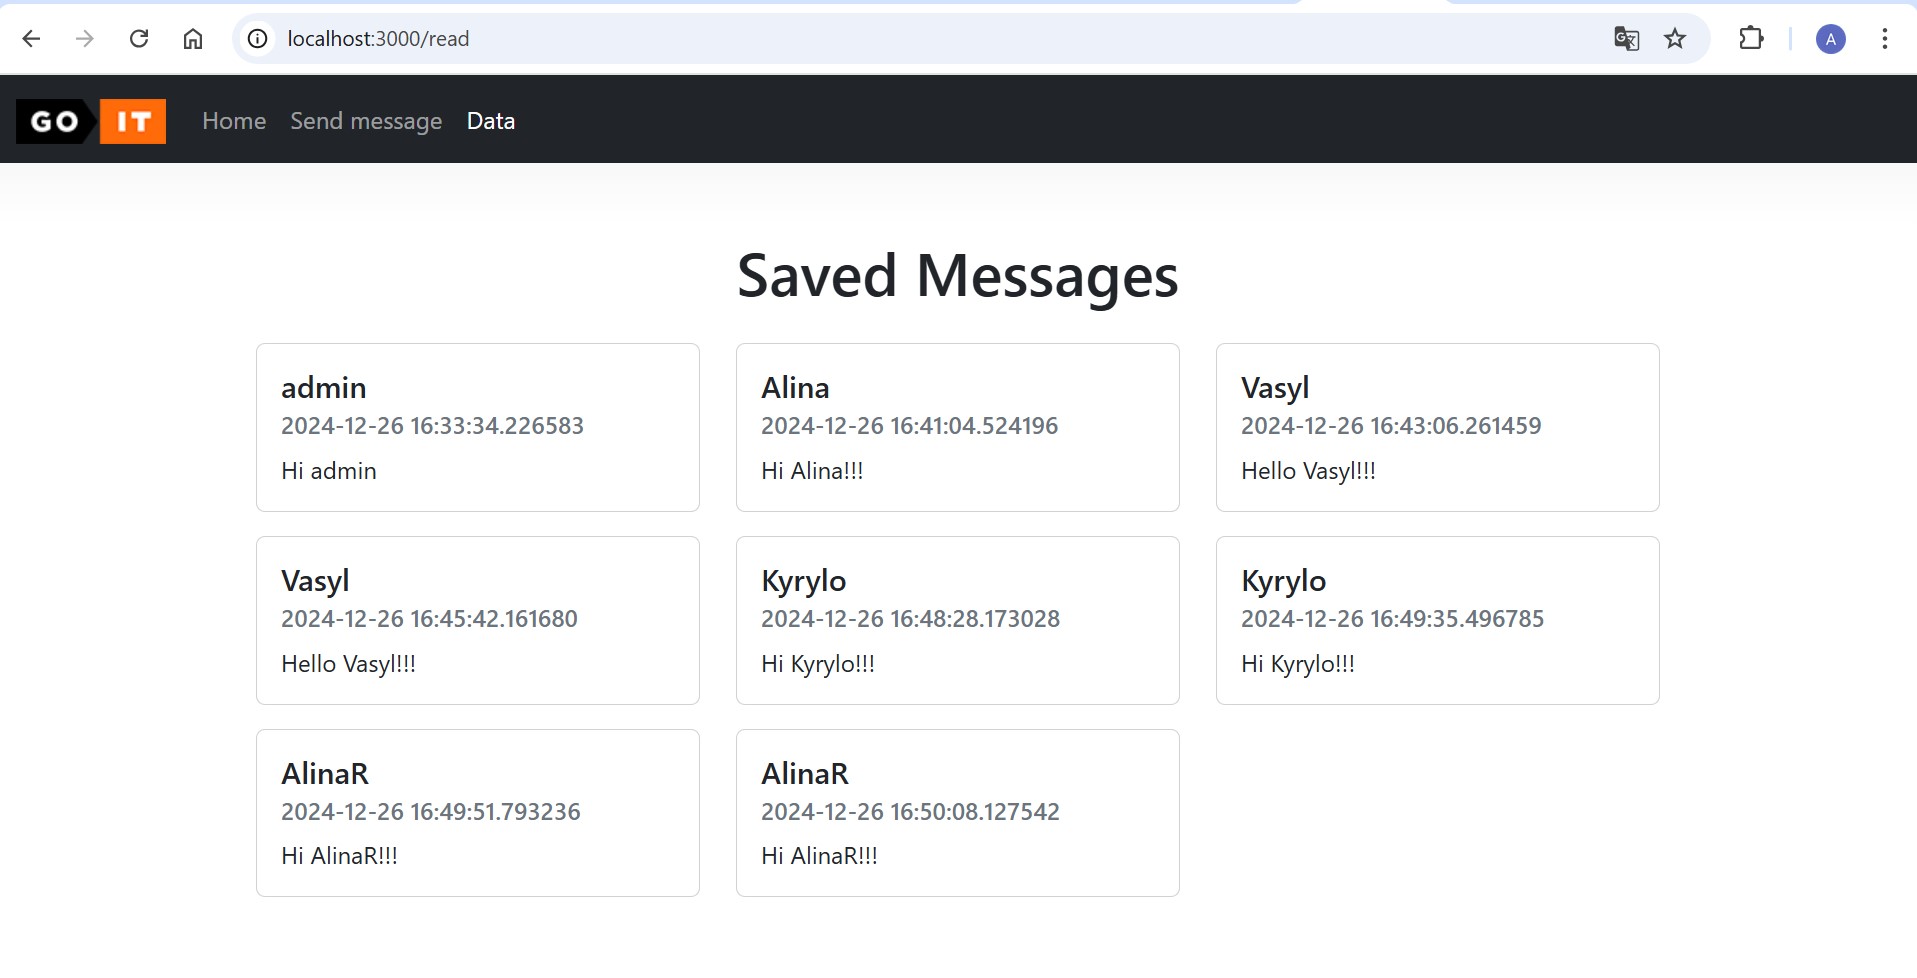 localhost:3000/read
A
GO IT Home Send message Data
Saved Messages
admin
2024-12-26 16:33:34.226583
Hi admin
Alina
2024-12-26 16:41:04.524196
Hi Alina!!!
Vasyl
2024-12-26 16:43:06.261459
Hello Vasyl!!!
Vasyl
2024-12-26 16:45:42.161680
Hello Vasyl!!!
Kyrylo
2024-12-26 16:48:28.173028
Hi Kyrylo!!!
Kyrylo
2024-12-26 16:49:35.496785
Hi Kyrylo!!!
AlinaR
2024-12-26 16:49:51.793236
Hi AlinaR!!!
AlinaR
2024-12-26 16:50:08.127542
Hi AlinaR!!!